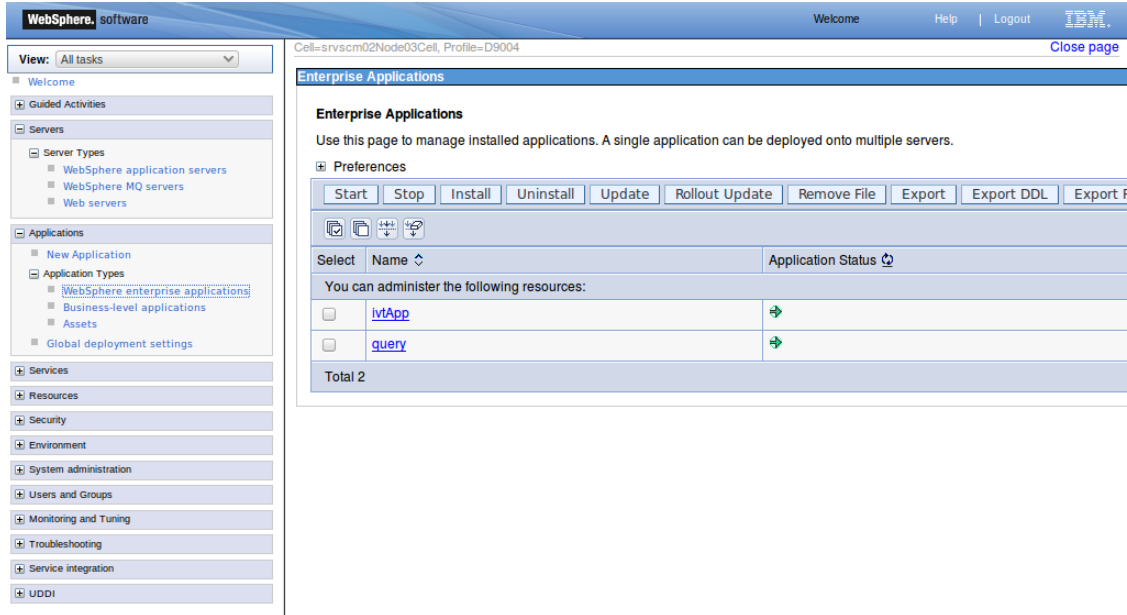 WebSphere. software
Welcome
Help | Logout
IBM.
View: All tasks
Cell=srvscm02Node03Cell, Profile=D9004
Close page
Welcome
Guided Activities
Servers
Server Types
WebSphere application servers
WebSphere MQ servers
Web servers
Applications
New Application
Application Types
WebSphere enterprise applications
Business-level applications
Assets
Global deployment settings
Services
Resources
Security
Environment
System administration
Users and Groups
Monitoring and Tuning
Troubleshooting
Service integration
UDDI
Enterprise Applications
Enterprise Applications
Use this page to manage installed applications. A single application can be deployed onto multiple servers.
Preferences
Start Stop Install Uninstall Update Rollout Update Remove File Export Export DDL Export F
Select Name Application Status
You can administer the following resources:
ivtApp
query
Total 2